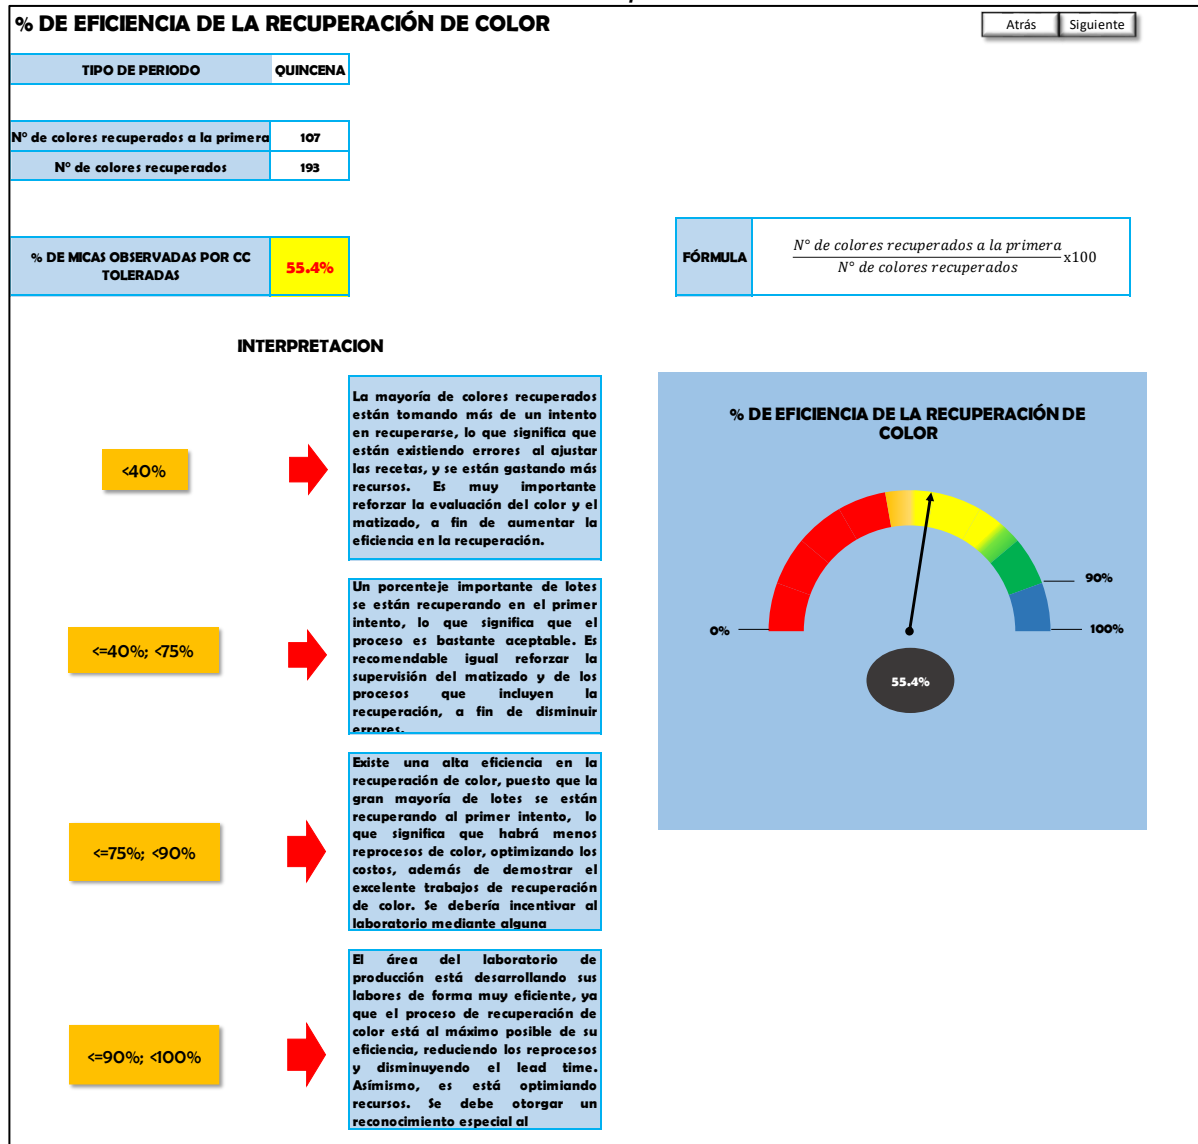 % DE EFICIENCIA DE LA RECUPERACIÓN DE COLOR
Atrás
Siguiente
TIPO DE PERIODO
QUINCENA
N° de colores recuperados a la primera
107
N° de colores recuperados
193
% DE MICAS OBSERVADAS POR CC
TOLERADAS
55.4%
FÓRMULA
N° de colores recuperados a la primera
N° de colores recuperados
x100
INTERPRETACION
<40%
La mayoría de colores recuperados
están tomando más de un intento
en recuperarse, lo que significa que
están existiendo errores al ajustar
las recetas, y se están gastando más
recursos. Es muy importante
reforzar la evaluación del color y el
matizado, a fin de aumentar la
eficiencia en la recuperación.
<=40%; <75%
Un porcenteje importante de lotes
se están recuperando en el primer
intento, lo que significa que el
proceso es bastante aceptable. Es
recomendable igual reforzar la
supervisión del matizado y de los
procesos que incluyen la
recuperación, a fin de disminuir
errores.
<=75%; <90%
Existe una alta eficiencia en la
recuperación de color, puesto que la
gran mayoría de lotes se están
recuperando al primer intento, lo
que significa que habrá menos
reprocesos de color, optimizando los
costos, además de demostrar el
excelente trabajos de recuperación
de color. Se debería incentivar al
laboratorio mediante alguna
<=90%; <100%
El área del laboratorio de
producción está desarrollando sus
labores de forma muy eficiente, ya
que el proceso de recuperación de
color está al máximo posible de su
eficiencia, reduciendo los reprocesos
y disminuyendo el lead time.
Asímismo, es está optimiando
recursos. Se debe otorgar un
reconocimiento especial al
% DE EFICIENCIA DE LA RECUPERACIÓN DE
COLOR
0%
90%
100%
55.4%